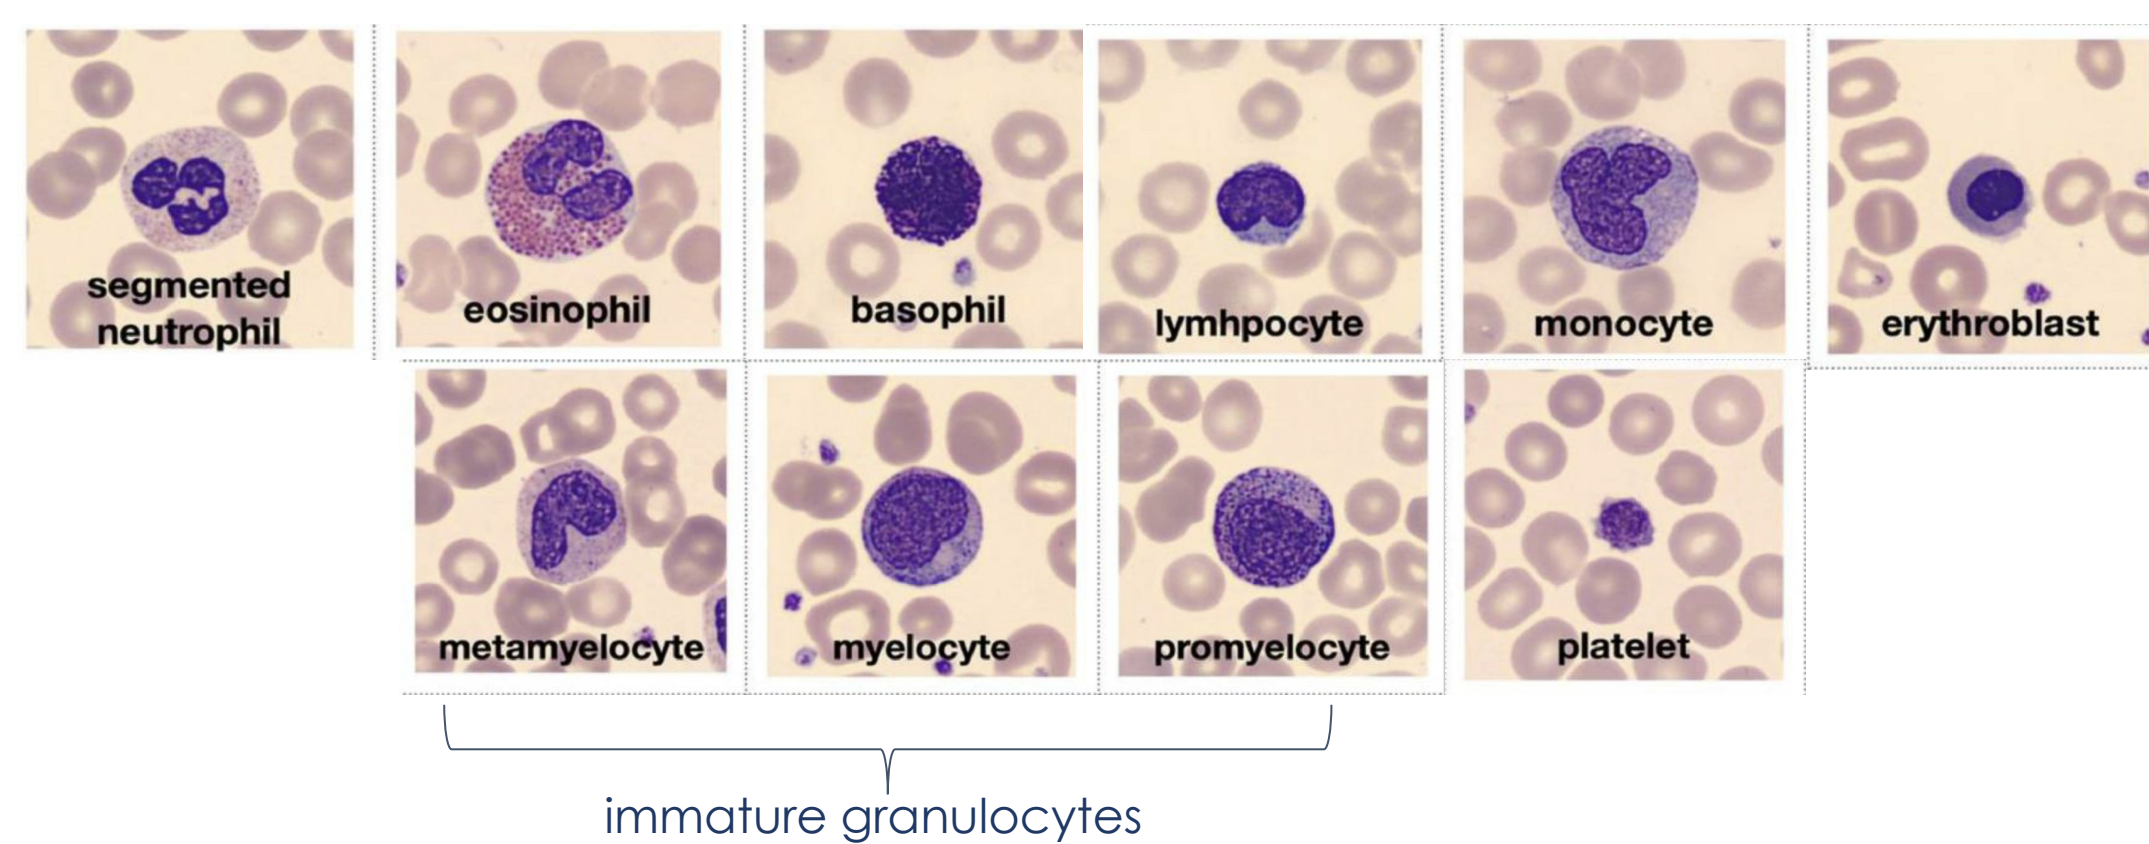 segmented
neutrophil
eosinophil
basophil
lymhpocyte
monocyte
erythroblast
metamyelocyte
myelocyte
promyelocyte
platelet
immature granulocytes